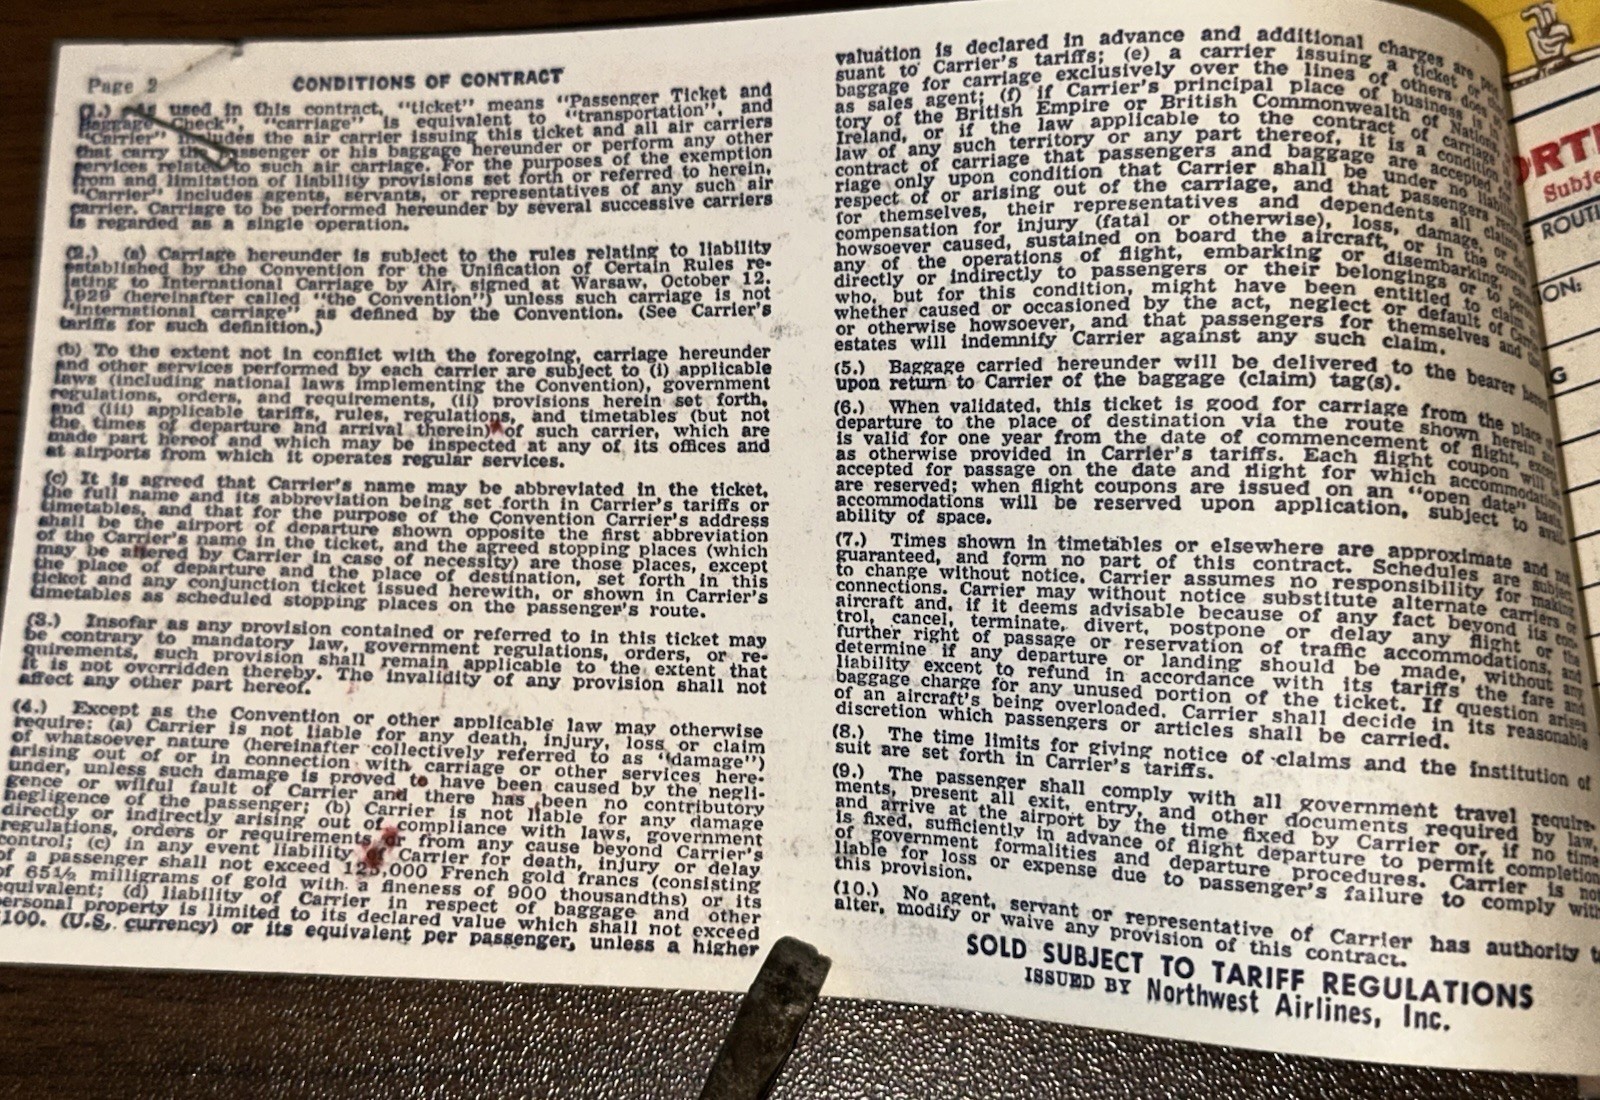 Page 2
CONDITIONS OF CONTRACT
(1.) As used in this contract, "ticket" means "Passenger Ticket and
Baggage Check", "carriage" is equivalent to "transportation", and
"Carrier" includes the air carrier issuing this ticket and all air carriers
that carry the passenger or his baggage hereunder or perform any other
services related to such air carriage. For the purposes of the exemption
from and limitation of liability provisions set forth or referred to herein,
"Carrier" includes agents, servants, or representatives of any such air
carrier. Carriage to be performed hereunder by several successive carriers
is regarded as a single operation.
(2.) (a) Carriage hereunder is subject to the rules relating to liability
established by the Convention for the Unification of Certain Rules re-
lating to International Carriage by Air, signed at Warsaw, October 12,
1929 (hereinafter called "the Convention") unless such carriage is not
"international carriage" as defined by the Convention. (See Carrier's
tariffs for such definition.)
(b) To the extent not in conflict with the foregoing, carriage hereunder
and other services performed by each carrier are subject to (i) applicable
laws (including national laws implementing the Convention), government
regulations, orders, and requirements, (ii) provisions herein set forth,
and (iii) applicable tariffs, rules, regulations, and timetables (but not
the times of departure and arrival therein) of such carrier, which are
made part hereof and which may be inspected at any of its offices and
at airports from which it operates regular services.
(c) It is agreed that Carrier's name may be abbreviated in the ticket,
the full name and its abbreviation being set forth in Carrier's tariffs or
timetables, and that for the purpose of the Convention Carrier's address
shall be the airport of departure shown opposite the first abbreviation
of the Carrier's name in the ticket, and the agreed stopping places (which
may be altered by Carrier in case of necessity) are those places, except
the place of departure and the place of destination, set forth in this
ticket and any conjunction ticket issued herewith, or shown in Carrier's
timetables as scheduled stopping places on the passenger's route.
(3.) Insofar as any provision contained or referred to in this ticket may
be contrary to mandatory law, government regulations, orders, or re-
quirements, such provision shall remain applicable to the extent that
it is not overridden thereby. The invalidity of any provision shall not
affect any other part hereof.
(4.) Except as the Convention or other applicable law may otherwise
require: (a) Carrier is not liable for any death, injury, loss or claim
of whatsoever nature (hereinafter collectively referred to as "damage")
arising out of or in connection with carriage or other services here-
under, unless such damage is proved to have been caused by the negli-
gence or wilful fault of Carrier and there has been no contributory
negligence of the passenger; (b) Carrier is not liable for any damage
directly or indirectly arising out of compliance with laws, government
regulations, orders or requirements or from any cause beyond Carrier's
control; (c) in any event liability of Carrier for death, injury or delay
of a passenger shall not exceed 125,000 French gold francs (consisting
of 65½ milligrams of gold with a fineness of 900 thousandths) or its
equivalent; (d) liability of Carrier in respect of baggage and other
personal property is limited to its declared value which shall not exceed
$100. (U.S. currency) or its equivalent per passenger, unless a higher
valuation is declared in advance and additional charges are
suant to Carrier's tariffs; (e) a carrier issuing a ticket or
baggage for carriage exclusively over the lines of others does
as sales agent; (f) if Carrier's principal place of business is in
tory of the British Empire or British Commonwealth of Nations
Ireland, or if the law applicable to the contract of carriage
law of any such territory or any part thereof, it is a condition
contract of carriage that passengers and baggage are accepted
riage only upon condition that Carrier shall be under no liability
respect of or arising out of the carriage, and that passengers
for themselves, their representatives and dependents all claims
compensation for injury (fatal or otherwise), loss, damage, or
howsoever caused, sustained on board the aircraft, or in the
any of the operations of flight, embarking or disembarking,
directly or indirectly to passengers or their belongings or to
who, but for this condition, might have been entitled to claim
whether caused or occasioned by the act, neglect or default of
or otherwise howsoever, and that passengers for themselves and
estates will indemnify Carrier against any such claim.
(5.) Baggage carried hereunder will be delivered to the bearer
upon return to Carrier of the baggage (claim) tag(s).
(6.) When validated, this ticket is good for carriage from the place
departure to the place of destination via the route shown herein
is valid for one year from the date of commencement of flight, except
as otherwise provided in Carrier's tariffs. Each flight coupon will
accepted for passage on the date and flight for which accommodations
are reserved; when flight coupons are issued on an "open date" basis
accommodations will be reserved upon application, subject to avail-
ability of space.
(7.) Times shown in timetables or elsewhere are approximate and not
guaranteed, and form no part of this contract. Schedules are subject
to change without notice. Carrier assumes no responsibility for making
connections. Carrier may without notice substitute alternate carriers or
aircraft and, if it deems advisable because of any fact beyond its con-
trol, cancel, terminate, divert, postpone or delay any flight or the
further right of passage or reservation of traffic accommodations, and
determine if any departure or landing should be made, without any
liability except to refund in accordance with its tariffs the fare and
baggage charge for any unused portion of the ticket. If question arises
of an aircraft's being overloaded, Carrier shall decide in its reasonable
discretion which passengers or articles shall be carried.
(8.) The time limits for giving notice of claims and the institution of
suit are set forth in Carrier's tariffs.
(9.) The passenger shall comply with all government travel require-
ments, present all exit, entry, and other documents required by law,
and arrive at the airport by the time fixed by Carrier or, if no time
is fixed, sufficiently in advance of flight departure to permit completion
of government formalities and departure procedures. Carrier is not
liable for loss or expense due to passenger's failure to comply with
this provision.
(10.) No agent, servant or representative of Carrier has authority to
alter, modify or waive any provision of this contract.
SOLD SUBJECT TO TARIFF REGULATIONS
ISSUED BY Northwest Airlines, Inc.
ORT
Subje
ROUTI
ION:
G